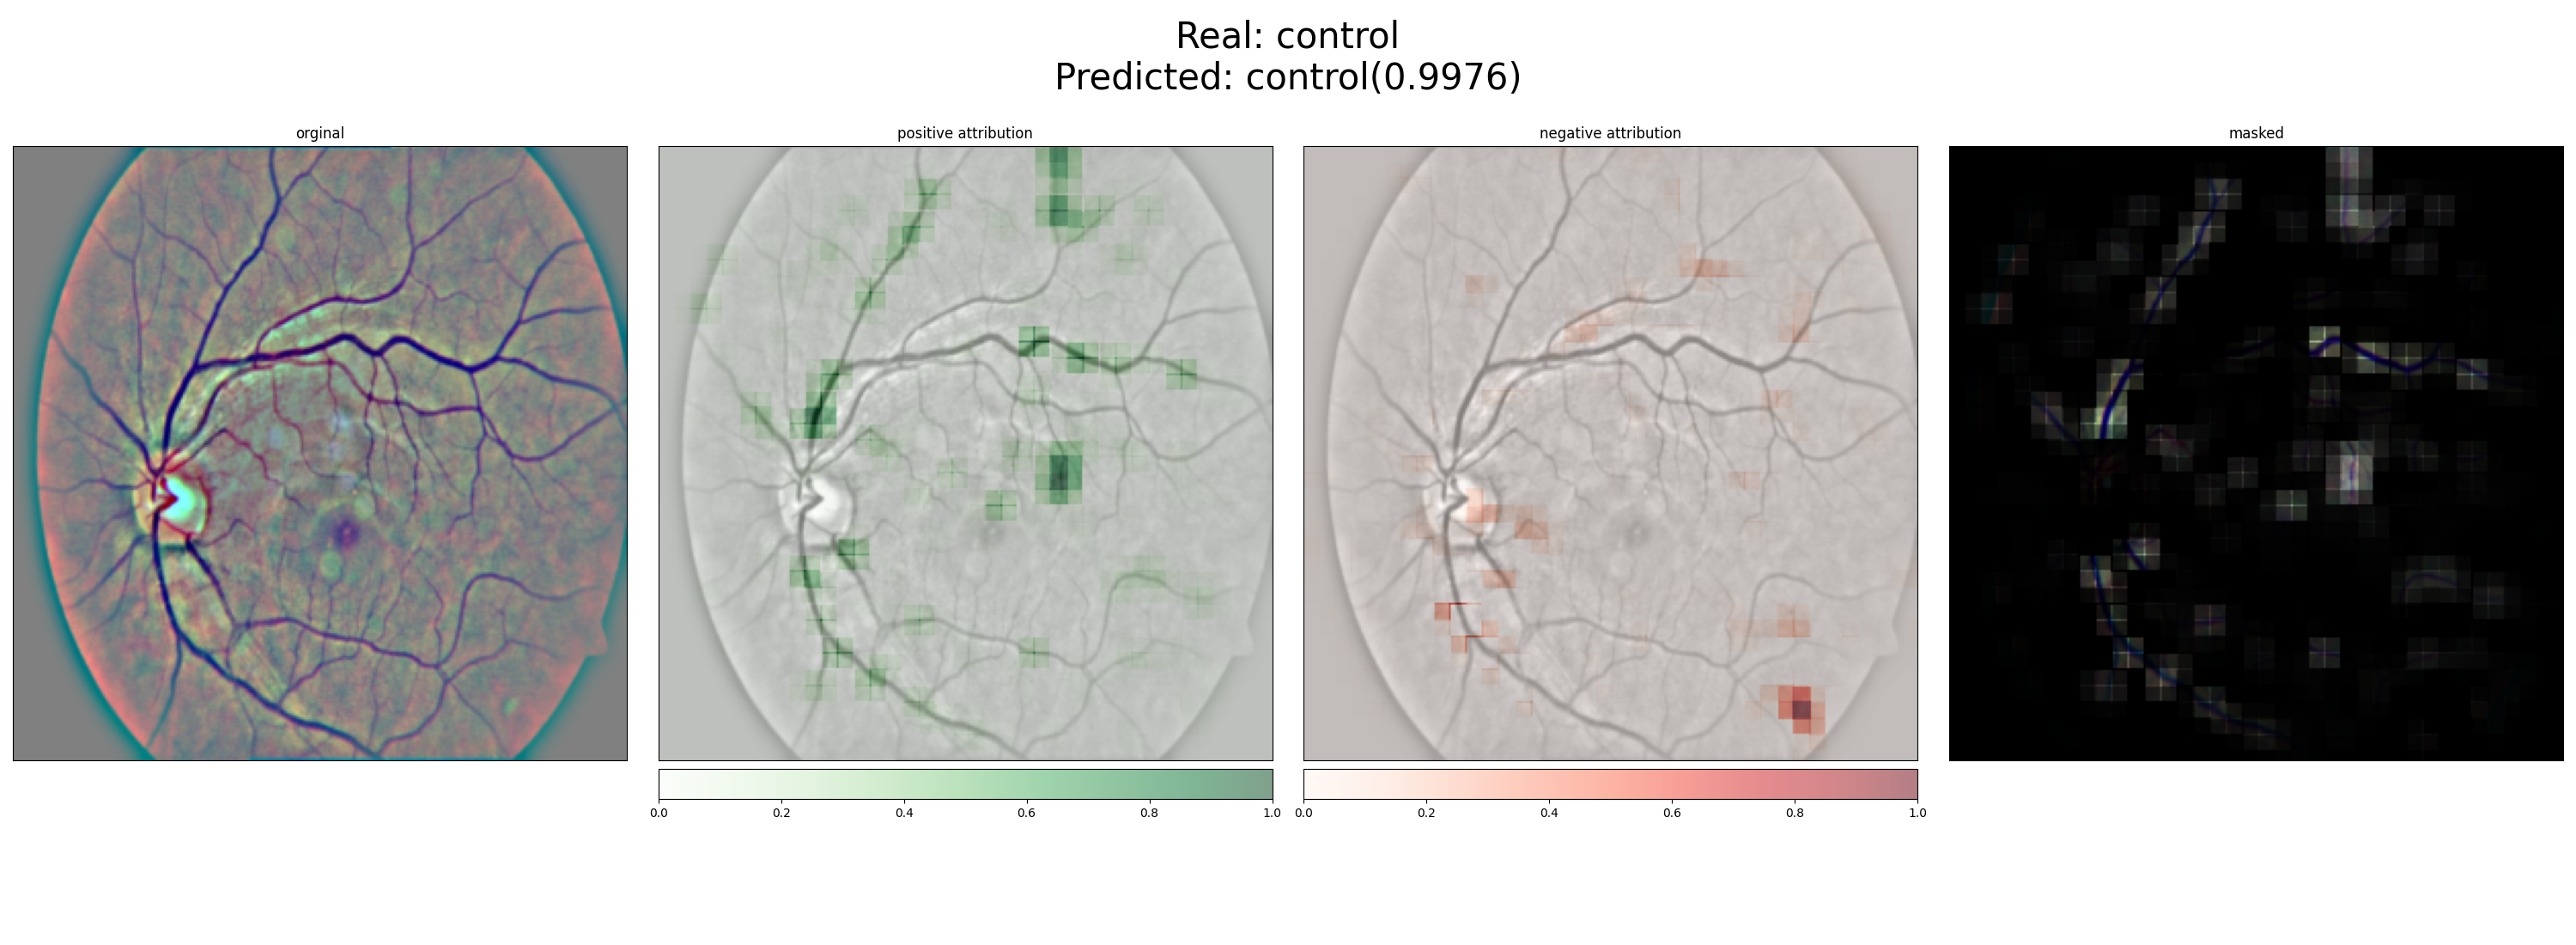 Real: control
Predicted: control(0.9976)
orginal
positive attribution
negative attribution
masked
0.0 0.2 0.4 0.6 0.8 1.0
0.0 0.2 0.4 0.6 0.8 1.0